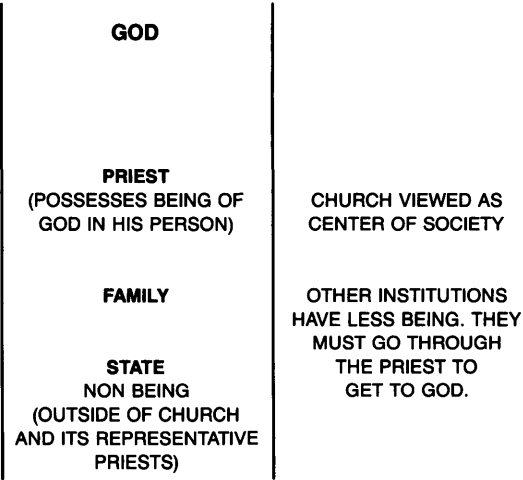 GOD
PRIEST
(POSSESSES BEING OF
GOD IN HIS PERSON)
CHURCH VIEWED AS
CENTER OF SOCIETY
FAMILY
STATE
NON BEING
(OUTSIDE OF CHURCH
AND ITS REPRESENTATIVE
PRIESTS)
OTHER INSTITUTIONS
HAVE LESS BEING. THEY
MUST GO THROUGH
THE PRIEST TO
GET TO GOD.